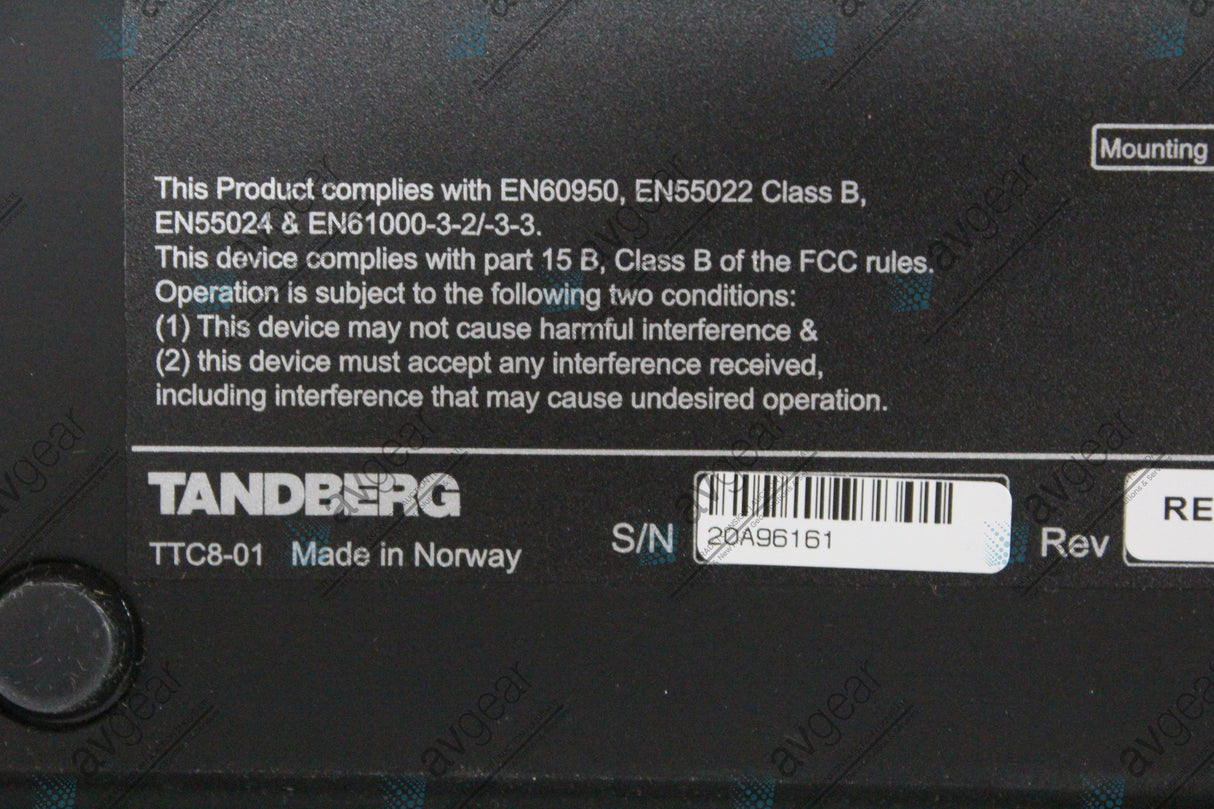 Mounting
This Product complies with EN60950, EN55022 Class B,
EN55024 & EN61000-3-2/-3-3.
This device complies with part 15 B, Class B of the FCC rules.
Operation is subject to the following two conditions:
(1) This device may not cause harmful interference &
(2) this device must accept any interference received,
including interference that may cause undesired operation.
TANDBERG
TTC8-01 Made in Norway
S/N 20A96161
Rev RE
avgear